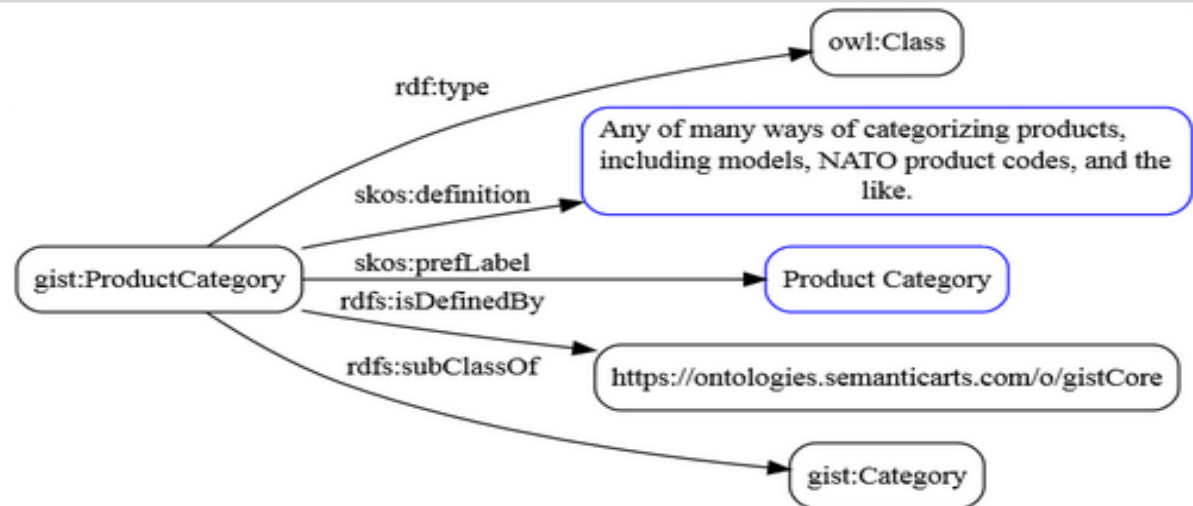 owl:Class
rdf:type
Any of many ways of categorizing products,
including models, NATO product codes, and the
like.
skos:definition
gist:ProductCategory
skos:prefLabel
Product Category
rdfs:isDefinedBy
https://ontologies.semanticarts.com/o/gistCore
rdfs:subClassOf
gist:Category